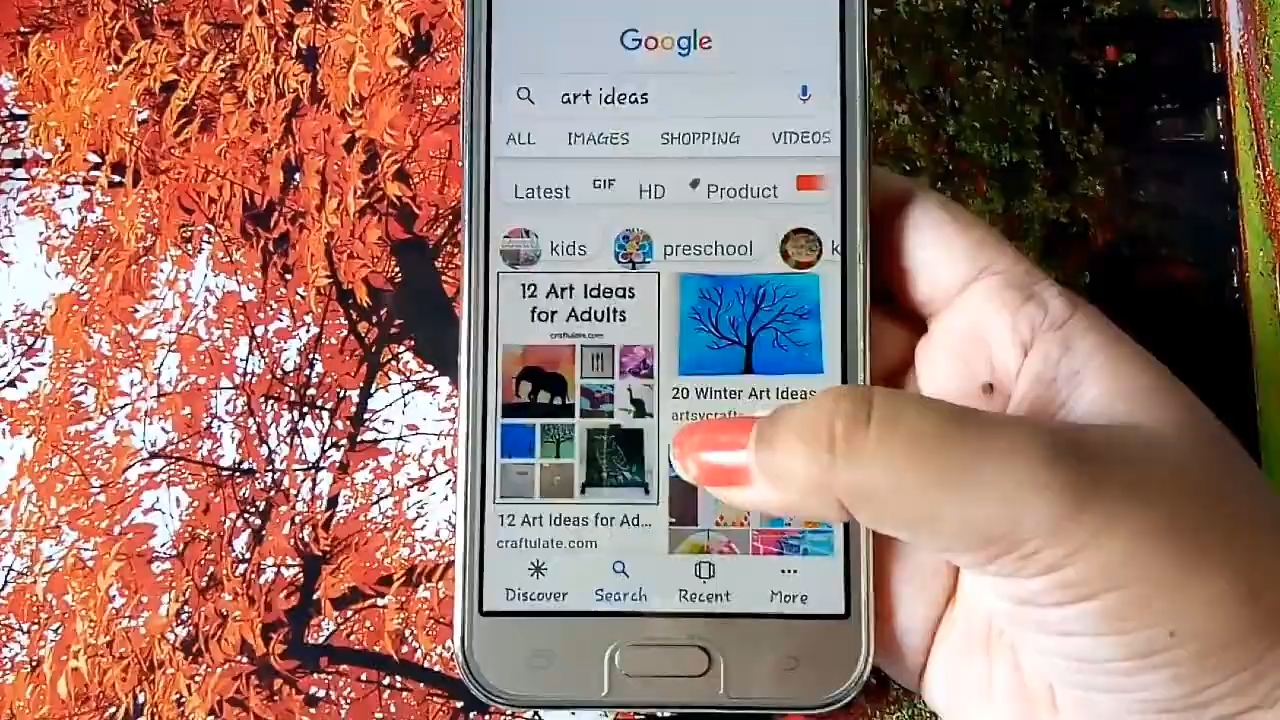 Google
art ideas
ALL IMAGES SHOPPING VIDEOS
Latest GIF HD Product
kids preschool k
12 Art Ideas
for Adults
craftulate.com
20 Winter Art Ideas
artsycrafts
12 Art Ideas for Ad...
craftulate.com
Discover Search Recent More